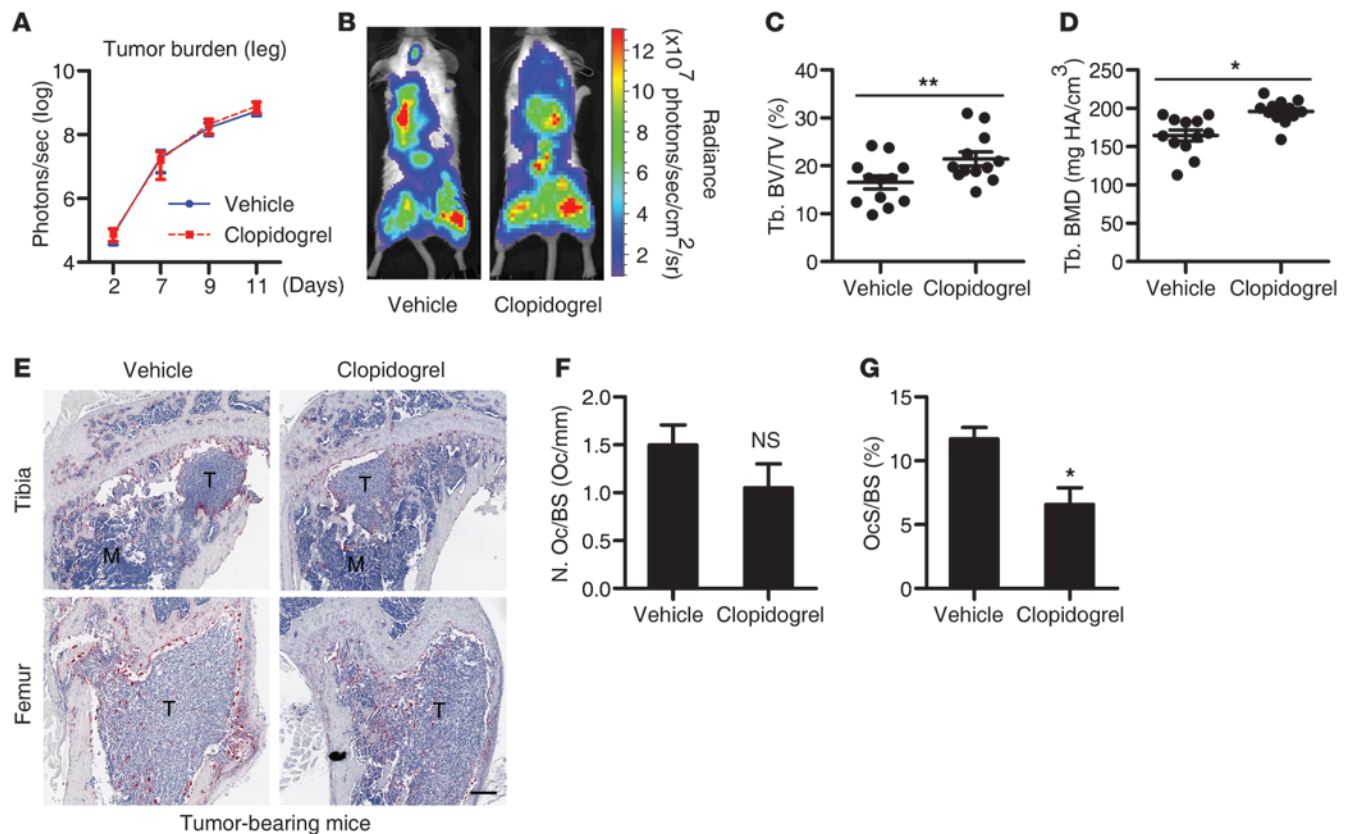 A
Tumor burden (leg)
Photons/sec (log)
10
8
6
4
2 7 9 11 (Days)
Vehicle
Clopidogrel
B
Vehicle
Clopidogrel
12
10
8
6
4
2
Radiance
(x10^7 photons/sec/cm^2/sr)
C
Tb. BV/TV (%)
40
30
20
10
0
**
Vehicle Clopidogrel
D
Tb. BMD (mg HA/cm^3
250
200
150
100
50
0
*
Vehicle Clopidogrel
E
Vehicle
Clopidogrel
Tibia
T
M
T
M
Femur
T
T
Tumor-bearing mice
F
N. Oc/BS (Oc/mm)
2.0
1.5
1.0
0.5
0.0
NS
Vehicle Clopidogrel
G
OcS/BS (%)
15
10
5
0
*
Vehicle Clopidogrel